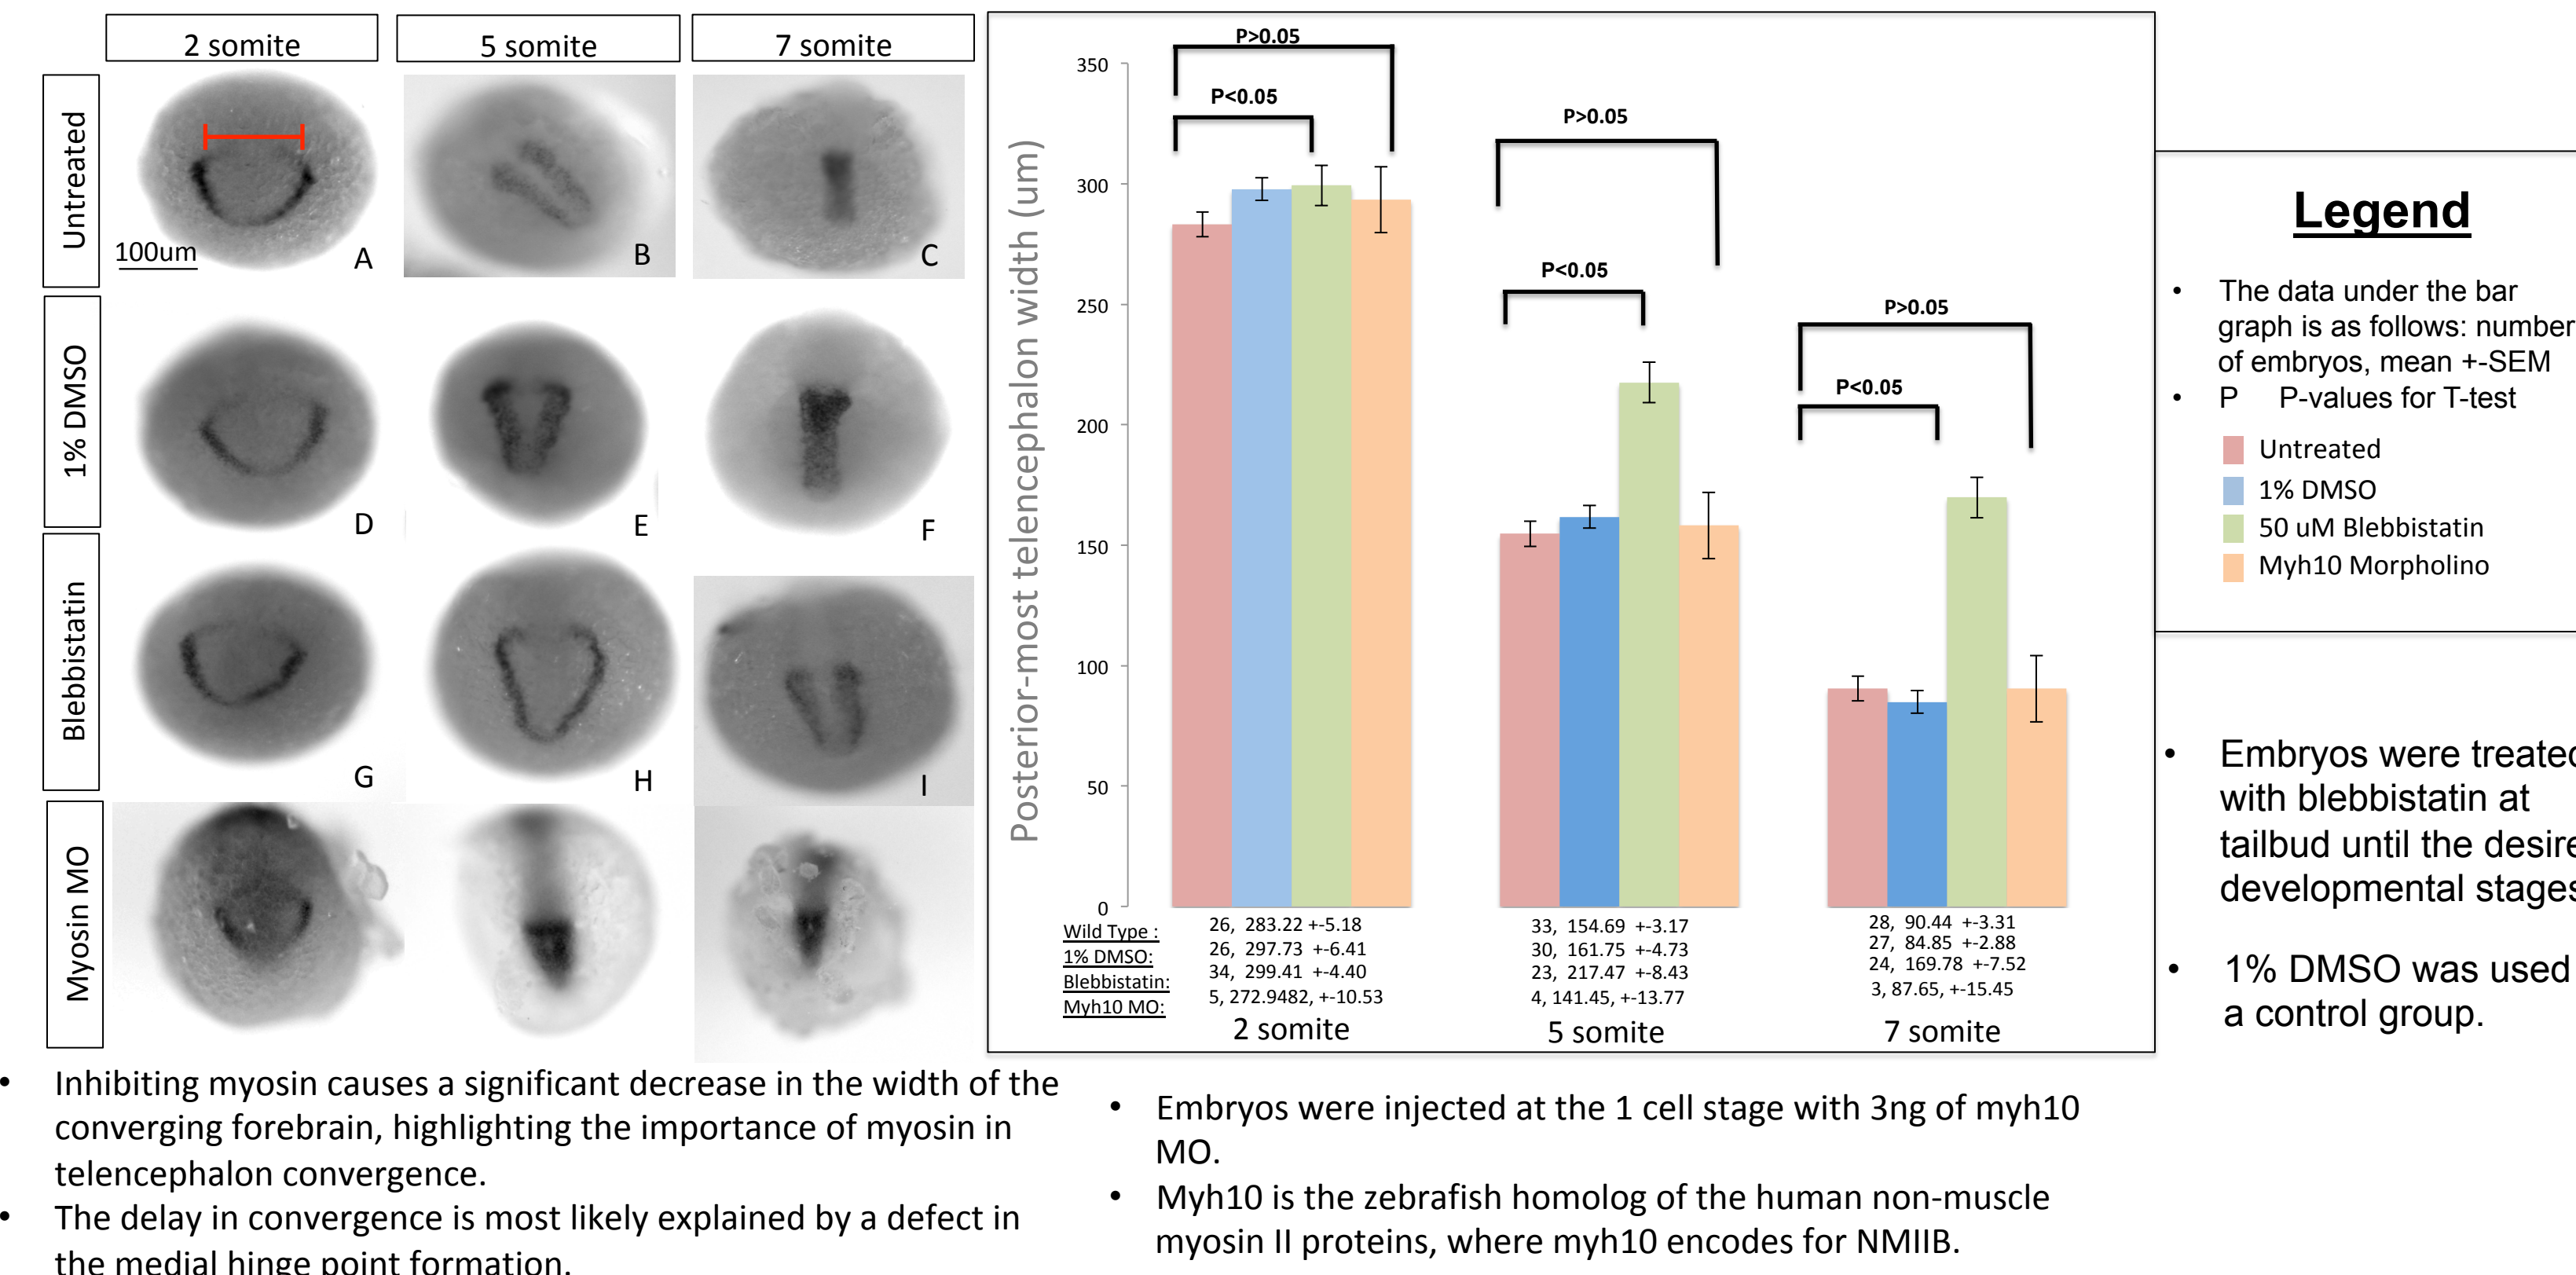 2 somite
5 somite
7 somite
Untreated
100um
A
B
C
1% DMSO
D
E
F
Blebbistatin
G
H
I
Myosin MO
Posterior-most telencephalon width (um)
350
300
250
200
150
100
50
0
P>0.05
P<0.05
P>0.05
P<0.05
P>0.05
P<0.05
Wild Type :
1% DMSO:
Blebbistatin:
Myh10 MO:
26, 283.22 +-5.18
26, 297.73 +-6.41
34, 299.41 +-4.40
5, 272.9482, +-10.53
2 somite
33, 154.69 +-3.17
30, 161.75 +-4.73
23, 217.47 +-8.43
4, 141.45, +-13.77
5 somite
28, 90.44 +-3.31
27, 84.85 +-2.88
24, 169.78 +-7.52
3, 87.65, +-15.45
7 somite
Legend
• The data under the bar
graph is as follows: number
of embryos, mean +-SEM
• P P-values for T-test
Untreated
1% DMSO
50 uM Blebbistatin
Myh10 Morpholino
• Embryos were treated
with blebbistatin at
tailbud until the desire
developmental stages
• 1% DMSO was used
a control group.
• Inhibiting myosin causes a significant decrease in the width of the
converging forebrain, highlighting the importance of myosin in
telencephalon convergence.
• The delay in convergence is most likely explained by a defect in
the medial hinge point formation.
• Embryos were injected at the 1 cell stage with 3ng of myh10
MO.
• Myh10 is the zebrafish homolog of the human non-muscle
myosin II proteins, where myh10 encodes for NMIIB.